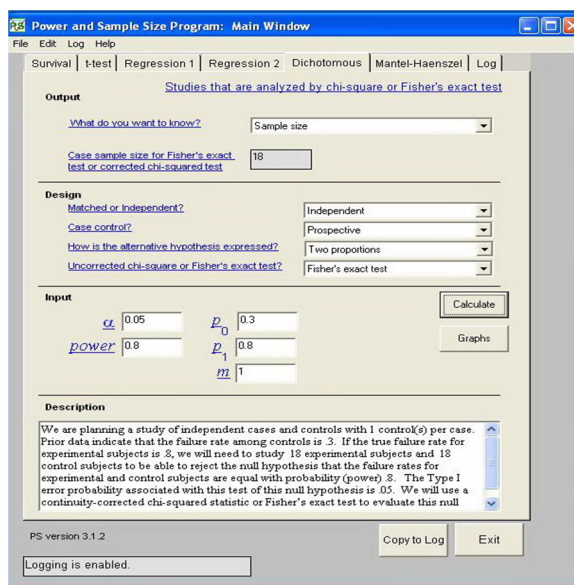 PS Power and Sample Size Program: Main Window
File Edit Log Help
Survival t-test Regression 1 Regression 2 Dichotomous Mantel-Haenszel Log
Studies that are analyzed by chi-square or Fisher's exact test
Output
What do you want to know? Sample size
Case sample size for Fisher's exact
test or corrected chi-squared test 18
Design
Matched or Independent? Independent
Case control? Prospective
How is the alternative hypothesis expressed? Two proportions
Uncorrected chi-square or Fisher's exact test? Fisher's exact test
Input
Calculate
α 0.05 p0 0.3
Graphs
power 0.8 p1 0.8
m 1
Description
We are planning a study of independent cases and controls with 1 control(s) per case.
Prior data indicate that the failure rate among controls is .3. If the true failure rate for
experimental subjects is .8, we will need to study 18 experimental subjects and 18
control subjects to be able to reject the null hypothesis that the failure rates for
experimental and control subjects are equal with probability (power) .8. The Type I
error probability associated with this test of this null hypothesis is .05. We will use a
continuity-corrected chi-squared statistic or Fisher's exact test to evaluate this null
PS version 3.1.2
Copy to Log Exit
Logging is enabled.